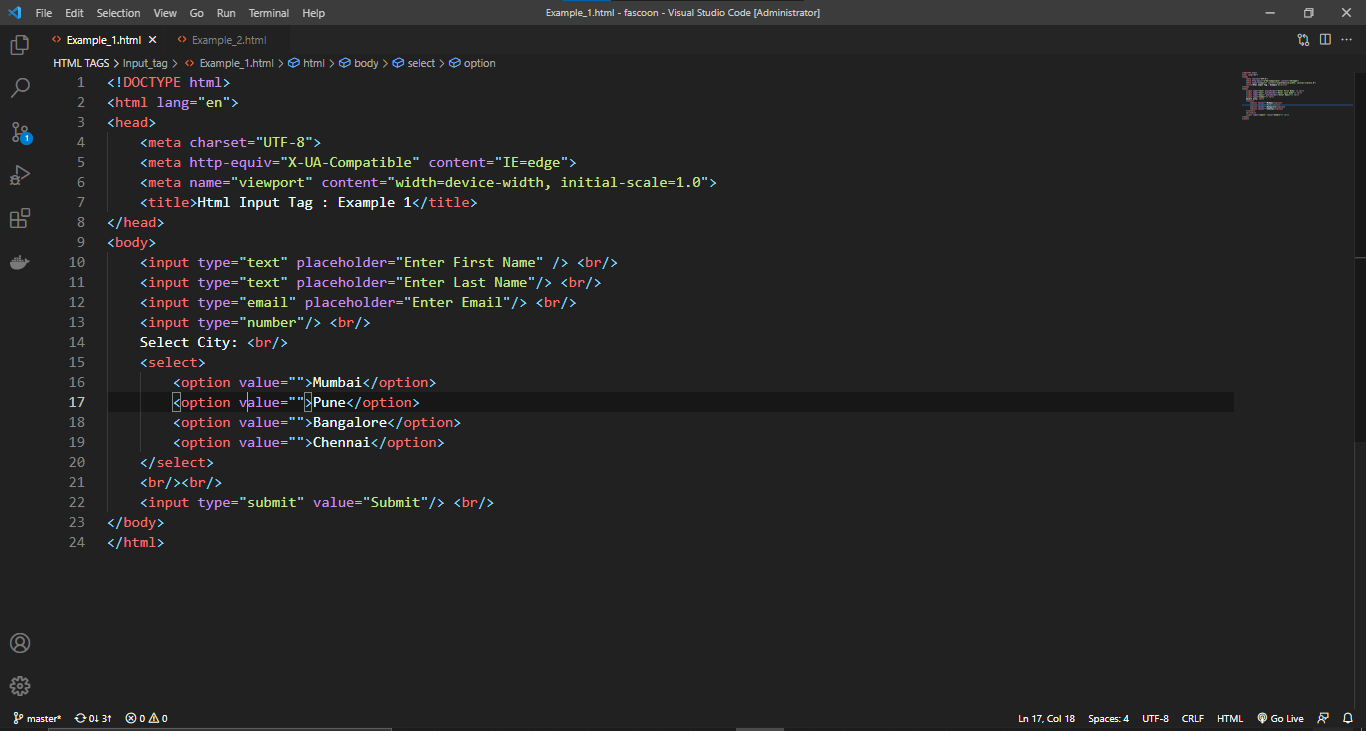 File Edit Selection View Go Run Terminal Help Example_1.html - fascoon - Visual Studio Code [Administrator]
Example_1.html Example_2.html
HTML TAGS > Input_tag > Example_1.html > html > body > select > option
1 <!DOCTYPE html>
2 <html lang="en">
3 <head>
4 <meta charset="UTF-8">
5 <meta http-equiv="X-UA-Compatible" content="IE=edge">
6 <meta name="viewport" content="width=device-width, initial-scale=1.0">
7 <title>Html Input Tag : Example 1</title>
8 </head>
9 <body>
10 <input type="text" placeholder="Enter First Name" /> <br/>
11 <input type="text" placeholder="Enter Last Name"/> <br/>
12 <input type="email" placeholder="Enter Email"/> <br/>
13 <input type="number"/> <br/>
14 Select City: <br/>
15 <select>
16 <option value="">Mumbai</option>
17 <option value="">Pune</option>
18 <option value="">Bangalore</option>
19 <option value="">Chennai</option>
20 </select>
21 <br/><br/>
22 <input type="submit" value="Submit"/> <br/>
23 </body>
24 </html>
1
master* 0↓ 3↑ 0 0 Ln 17, Col 18 Spaces: 4 UTF-8 CRLF HTML Go Live